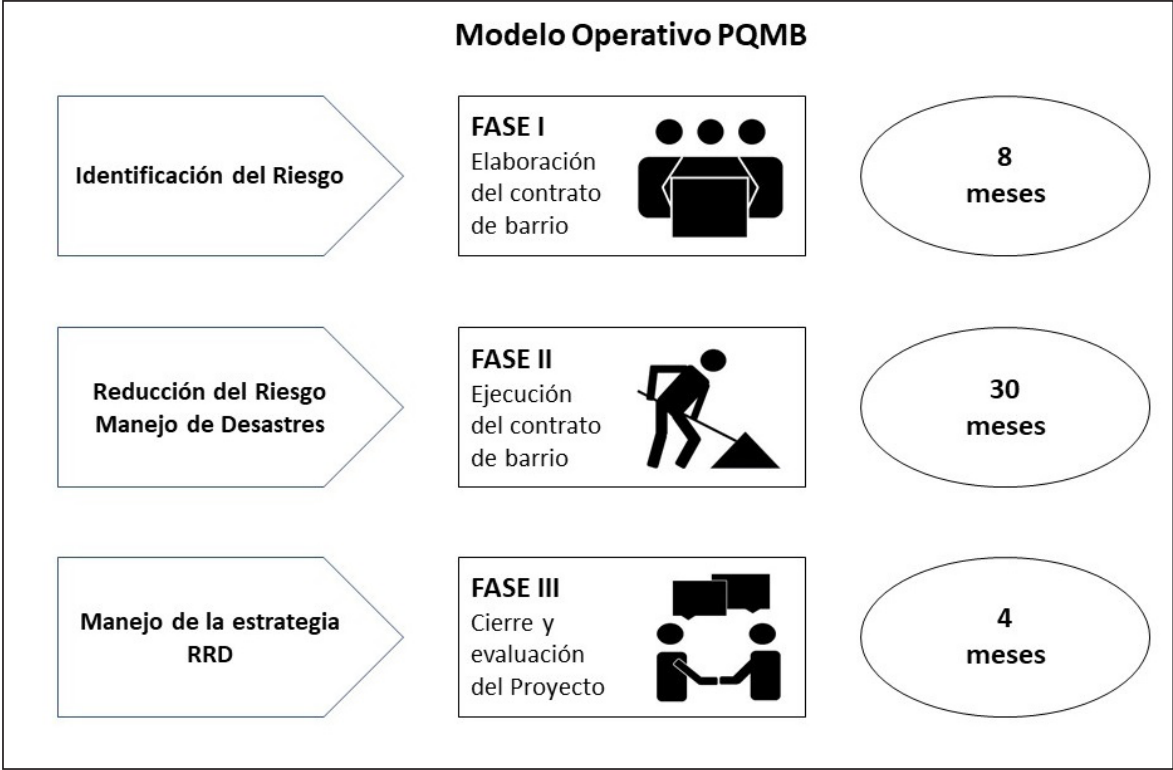 Modelo Operativo PQMB
Identificación del Riesgo
FASE I
Elaboración
del contrato
de barrio
8
meses
Reducción del Riesgo
Manejo de Desastres
FASE II
Ejecución
del contrato
de barrio
30
meses
Manejo de la estrategia
RRD
FASE III
Cierre y
evaluación
del Proyecto
4
meses